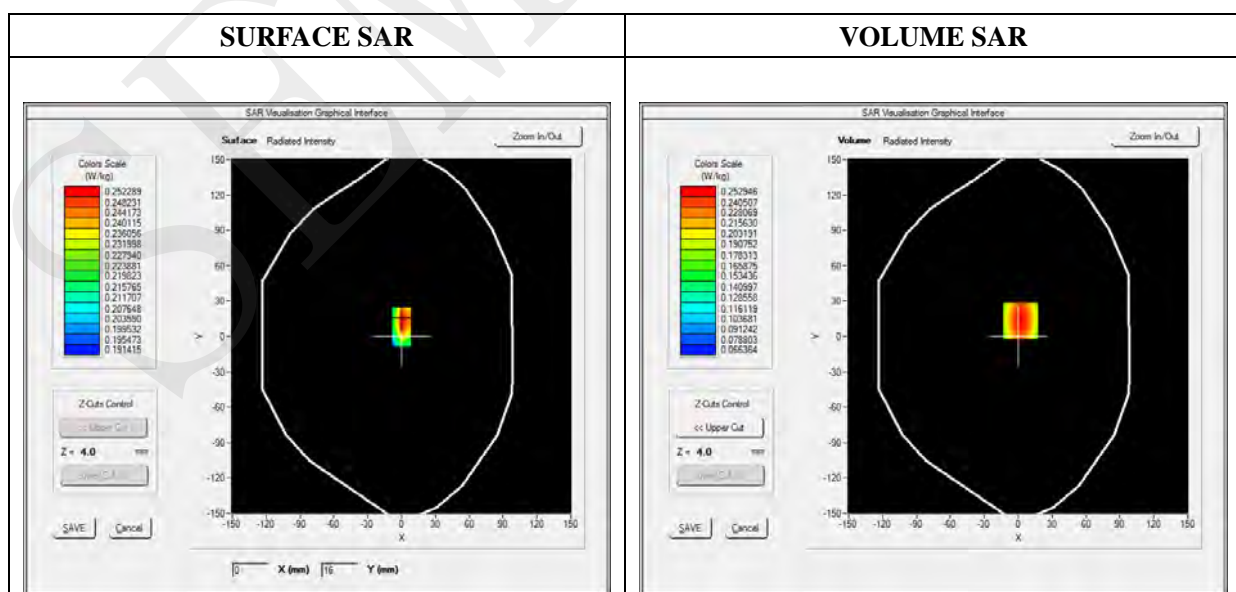 SURFACE SAR
VOLUME SAR
SAR Visualisation Graphical Interface
Surface Radiated Intensity
Zoom In/Out
Colors Scale
(W/kg)
0.252289
0.248231
0.244173
0.240115
0.236056
0.231998
0.227940
0.223881
0.219823
0.215765
0.211707
0.207648
0.203590
0.199532
0.195473
0.191415
150
120
90
60
30
0
-30
-60
-90
-120
-150
Y
-150 -120 -90 -60 -30 0 30 60 90 120 150
X
Z-Cuts Control
<< Upper Cut
Z = 4.0 mm
SAVE Cancel
0 X (mm) 16 Y (mm)
SAR Visualisation Graphical Interface
Volume Radiated Intensity
Zoom In/Out
Colors Scale
(W/kg)
0.252946
0.240507
0.228069
0.215630
0.203191
0.190752
0.178313
0.165875
0.153436
0.140997
0.128558
0.116119
0.103681
0.091242
0.078803
0.066364
150
120
90
60
30
0
-30
-60
-90
-120
-150
Y
-150 -120 -90 -60 -30 0 30 60 90 120 150
X
Z-Cuts Control
<< Upper Cut
Z = 4.0 mm
SAVE Cancel